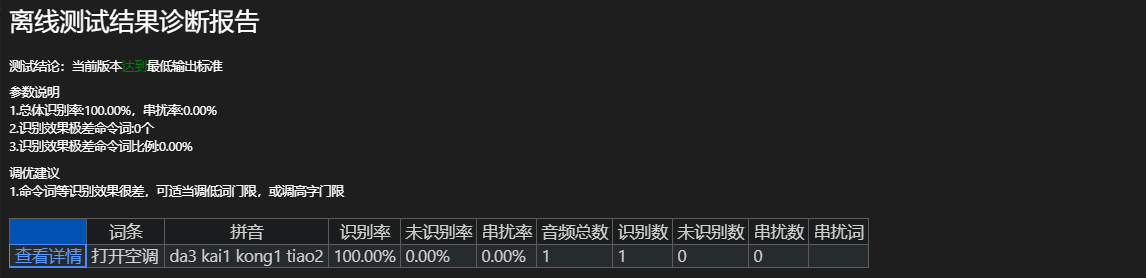 离线测试结果诊断报告
测试结论：当前版本达到最低输出标准
参数说明
1.总体识别率:100.00%，串扰率:0.00%
2.识别效果极差命令词:0个
3.识别效果极差命令词比例:0.00%
调优建议
1.命令词等识别效果很差，可适当调低词门限，或调高字门限
词条 拼音 识别率 未识别率 串扰率 音频总数 识别数 未识别数 串扰数 串扰词
查看详情 打开空调 da3 kai1 kong1 tiao2 100.00% 0.00% 0.00% 1 1 0 0